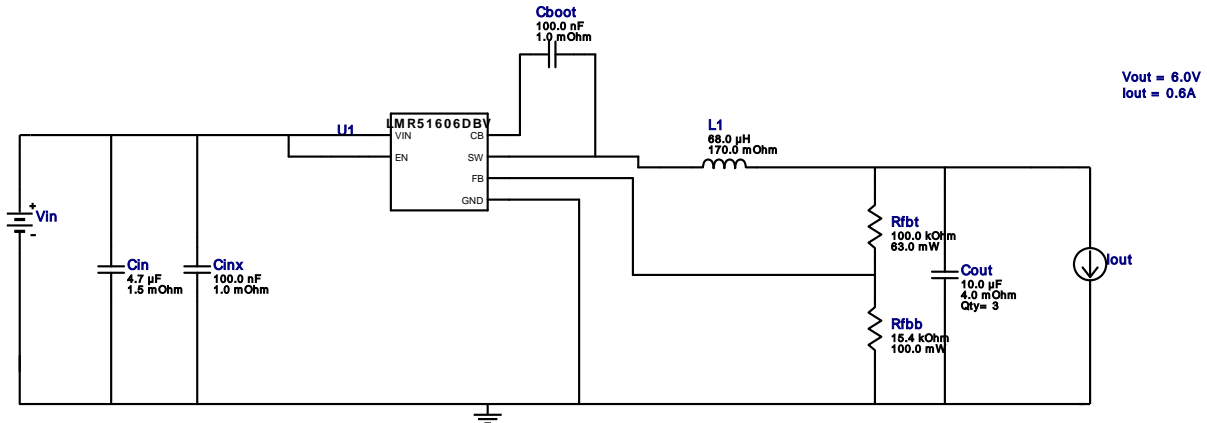 Cboot
100.0 nF
1.0 mOhm
Vout = 6.0V
Iout = 0.6A
U1
LMR51606DBV
VIN
CB
EN
SW
FB
GND
L1
68.0 µH
170.0 mOhm
+
Vin
-
Cin
4.7 µF
1.5 mOhm
Cinx
100.0 nF
1.0 mOhm
Rfbt
100.0 kOhm
63.0 mW
Cout
10.0 µF
4.0 mOhm
Qty= 3
Iout
Rfbb
15.4 kOhm
100.0 mW